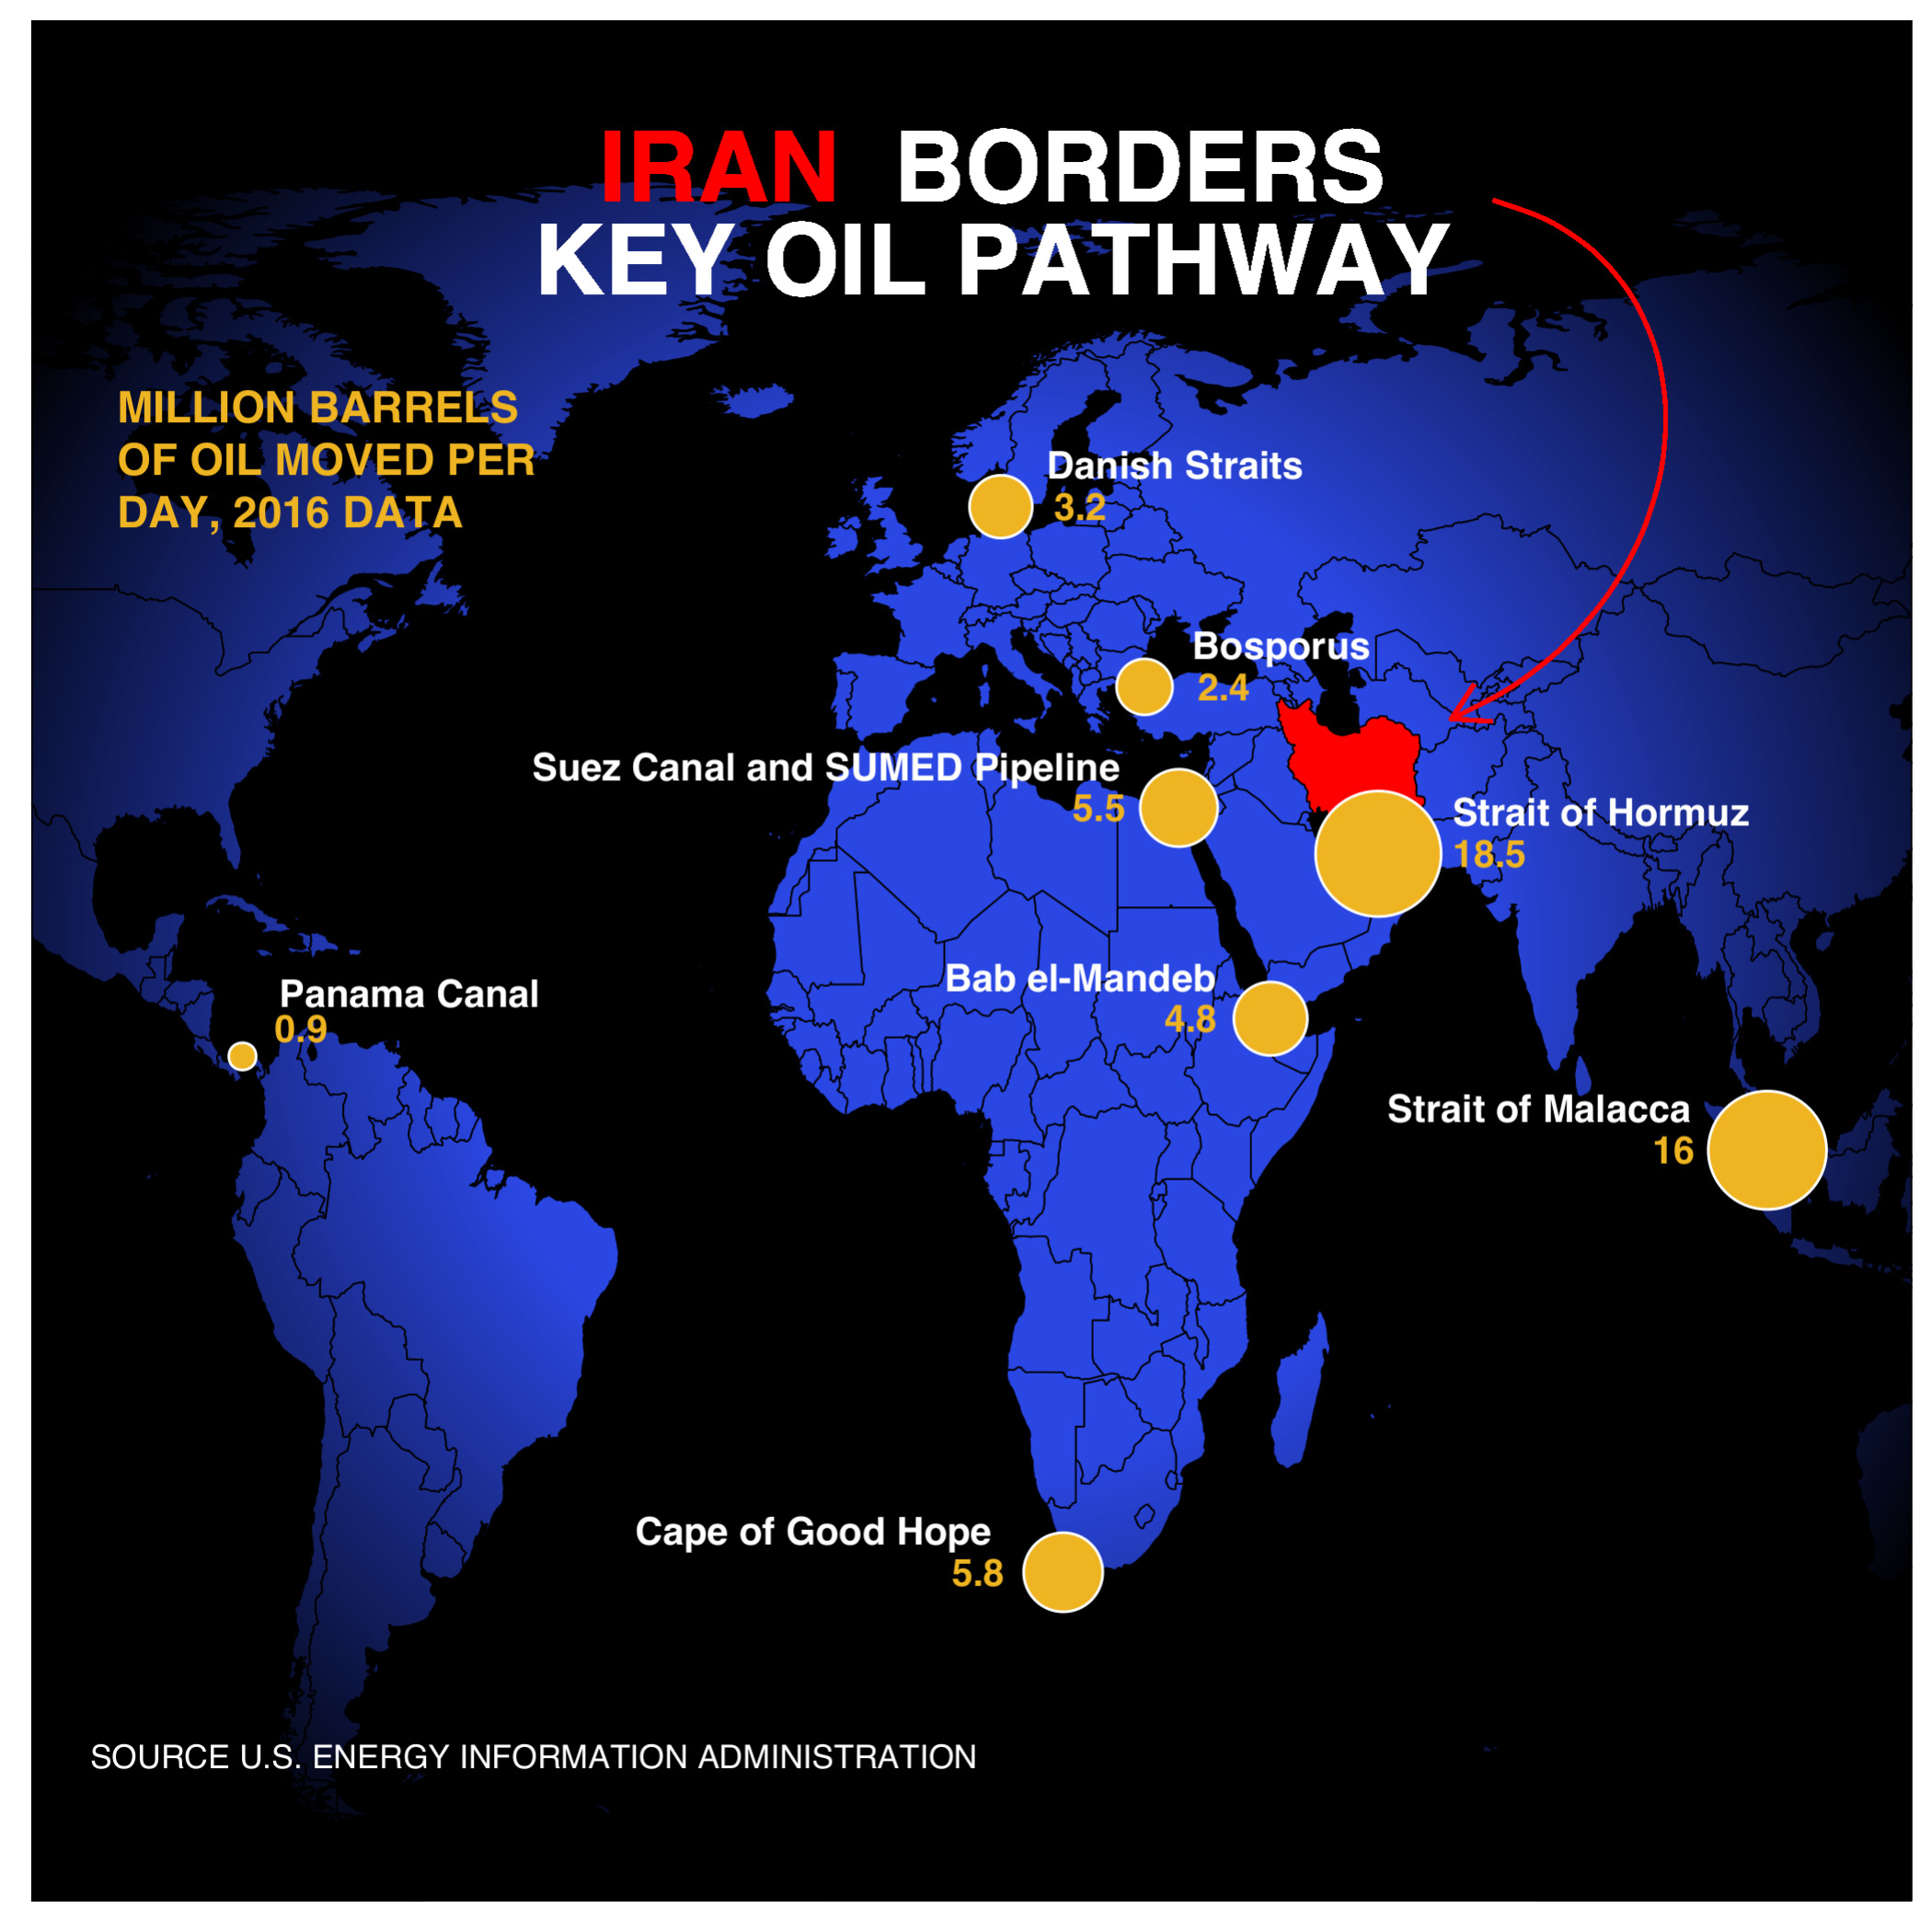 IRAN BORDERS
KEY OIL PATHWAY
MILLION BARRELS
OF OIL MOVED PER
DAY, 2016 DATA
Danish Straits
3.2
Bosporus
2.4
Suez Canal and SUMED Pipeline
5.5
Strait of Hormuz
18.5
Bab el-Mandeb
4.8
Panama Canal
0.9
Strait of Malacca
16
Cape of Good Hope
5.8
SOURCE U.S. ENERGY INFORMATION ADMINISTRATION